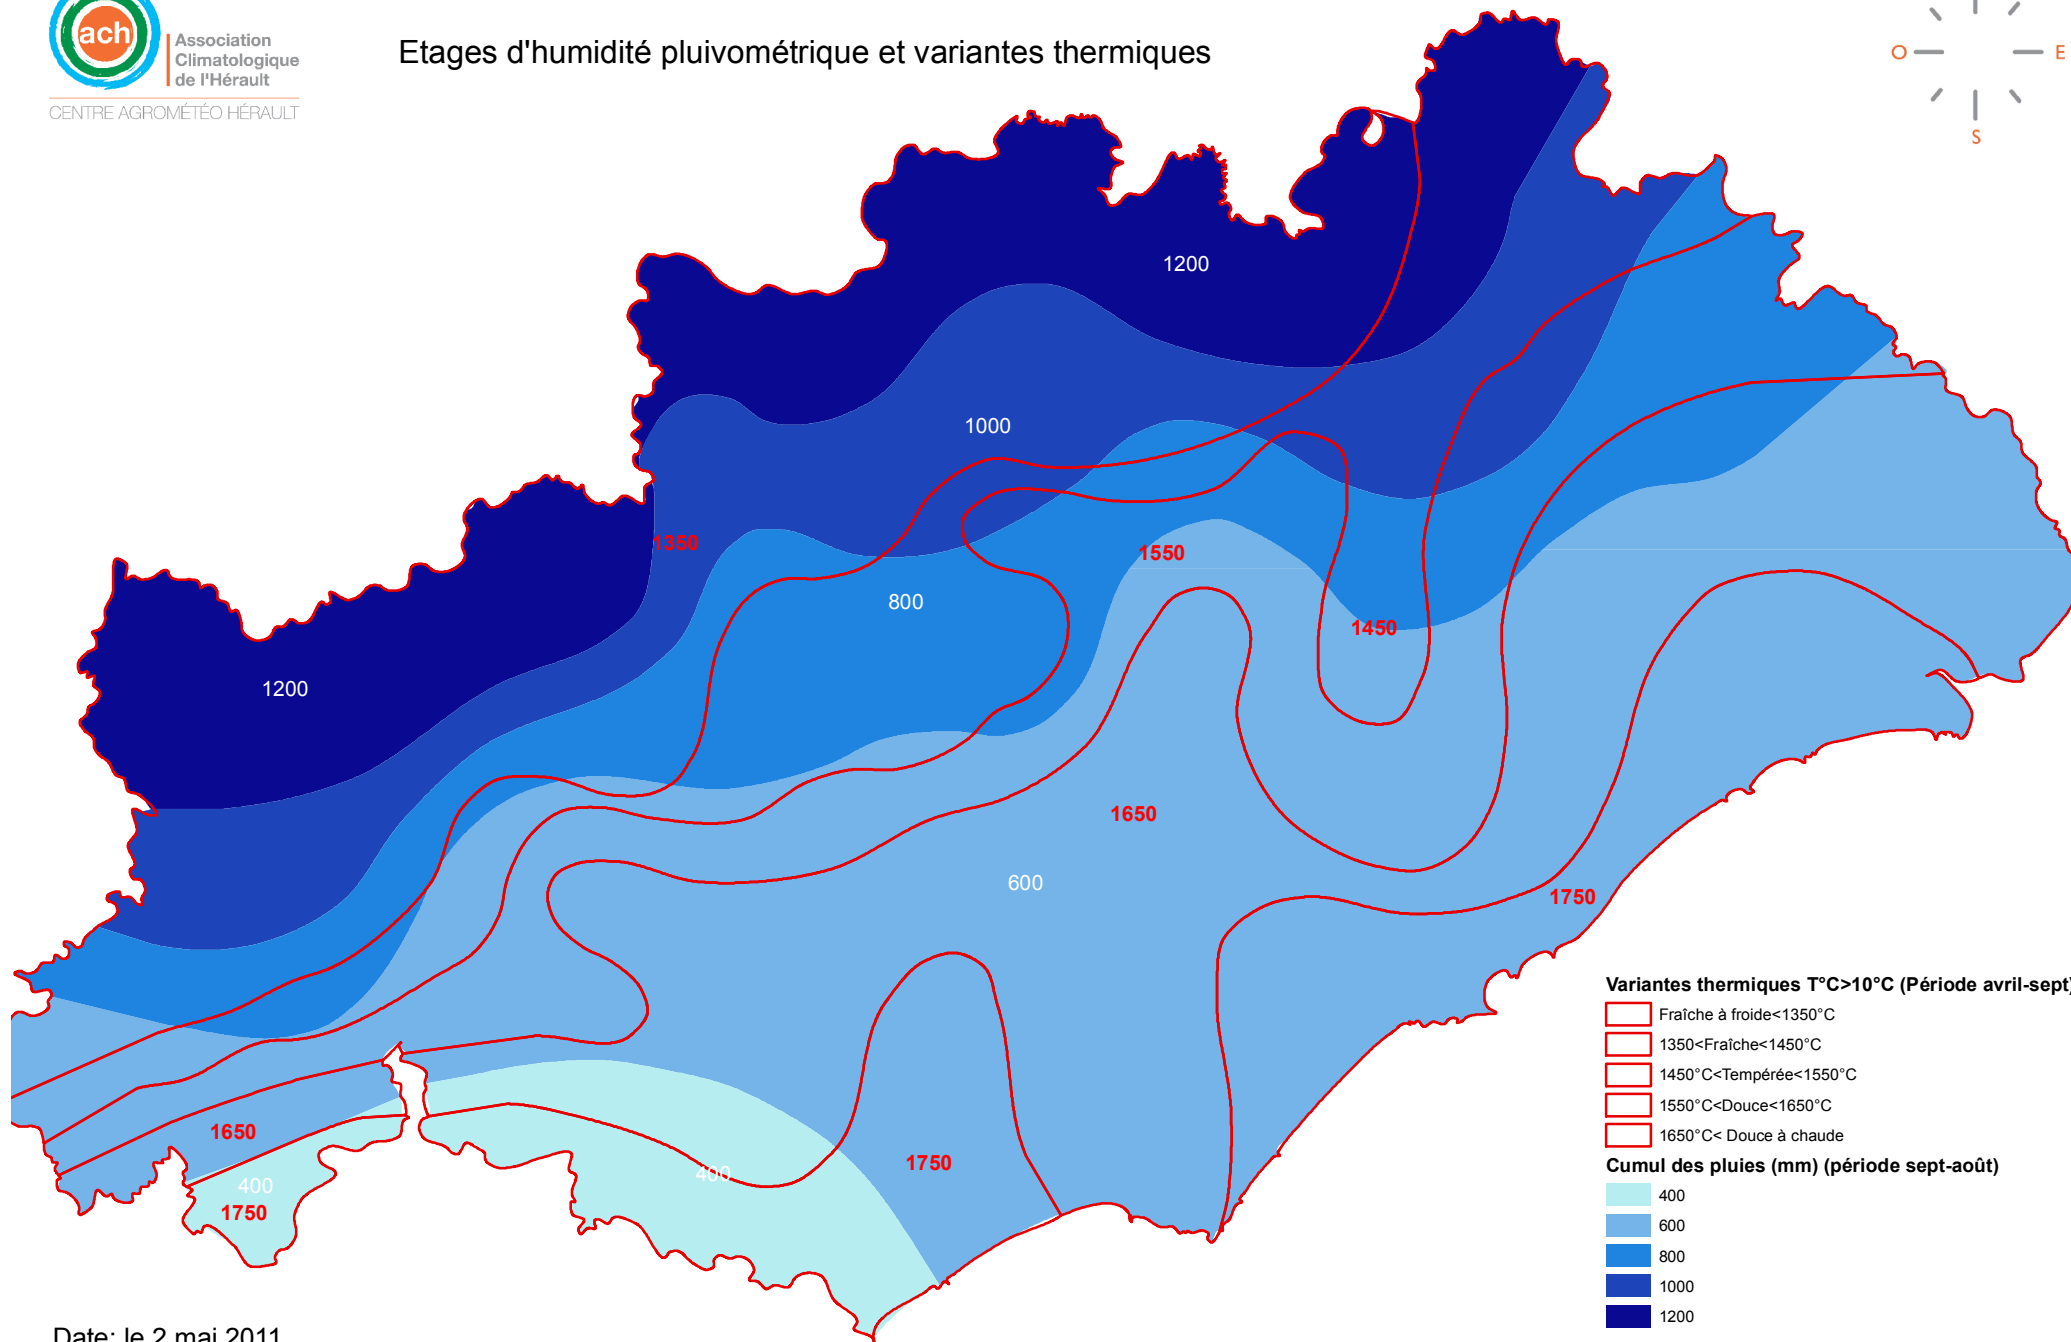 ach
Association
Climatologique
de l'Hérault
CENTRE AGROMÉTÉO HÉRAULT
Etages d'humidité pluivométrique et variantes thermiques
O
E
S
1200
1000
1350
1550
800
1450
1200
1650
600
1750
1650
1750
400
400
1750
Variantes thermiques T°C>10°C (Période avril-sept)
Fraîche à froide<1350°C
1350<Fraîche<1450°C
1450°C<Tempérée<1550°C
1550°C<Douce<1650°C
1650°C< Douce à chaude
Cumul des pluies (mm) (période sept-août)
400
600
800
1000
1200
Date: le 2 mai 2011